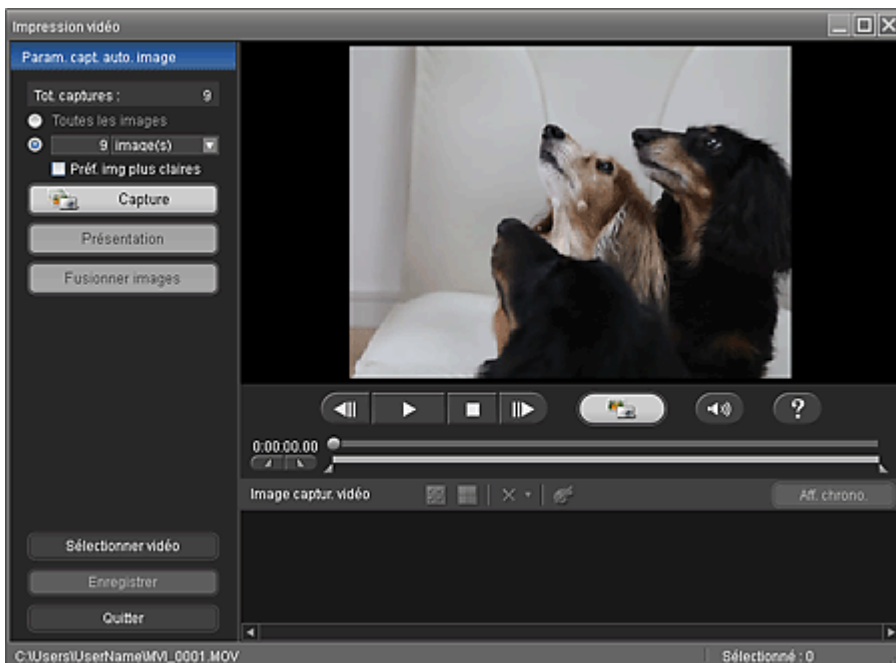 Impression vidéo
Param. capt. auto. image
Tot. captures : 9
Toutes les images
9 image(s)
Préf. img plus claires
Capture
Présentation
Fusionner images
0:00:00.00
Image captur. vidéo
Aff. chrono.
Sélectionner vidéo
Enregistrer
Quitter
C:\Users\UserName\MVI_0001.MOV
Sélectionné : 0